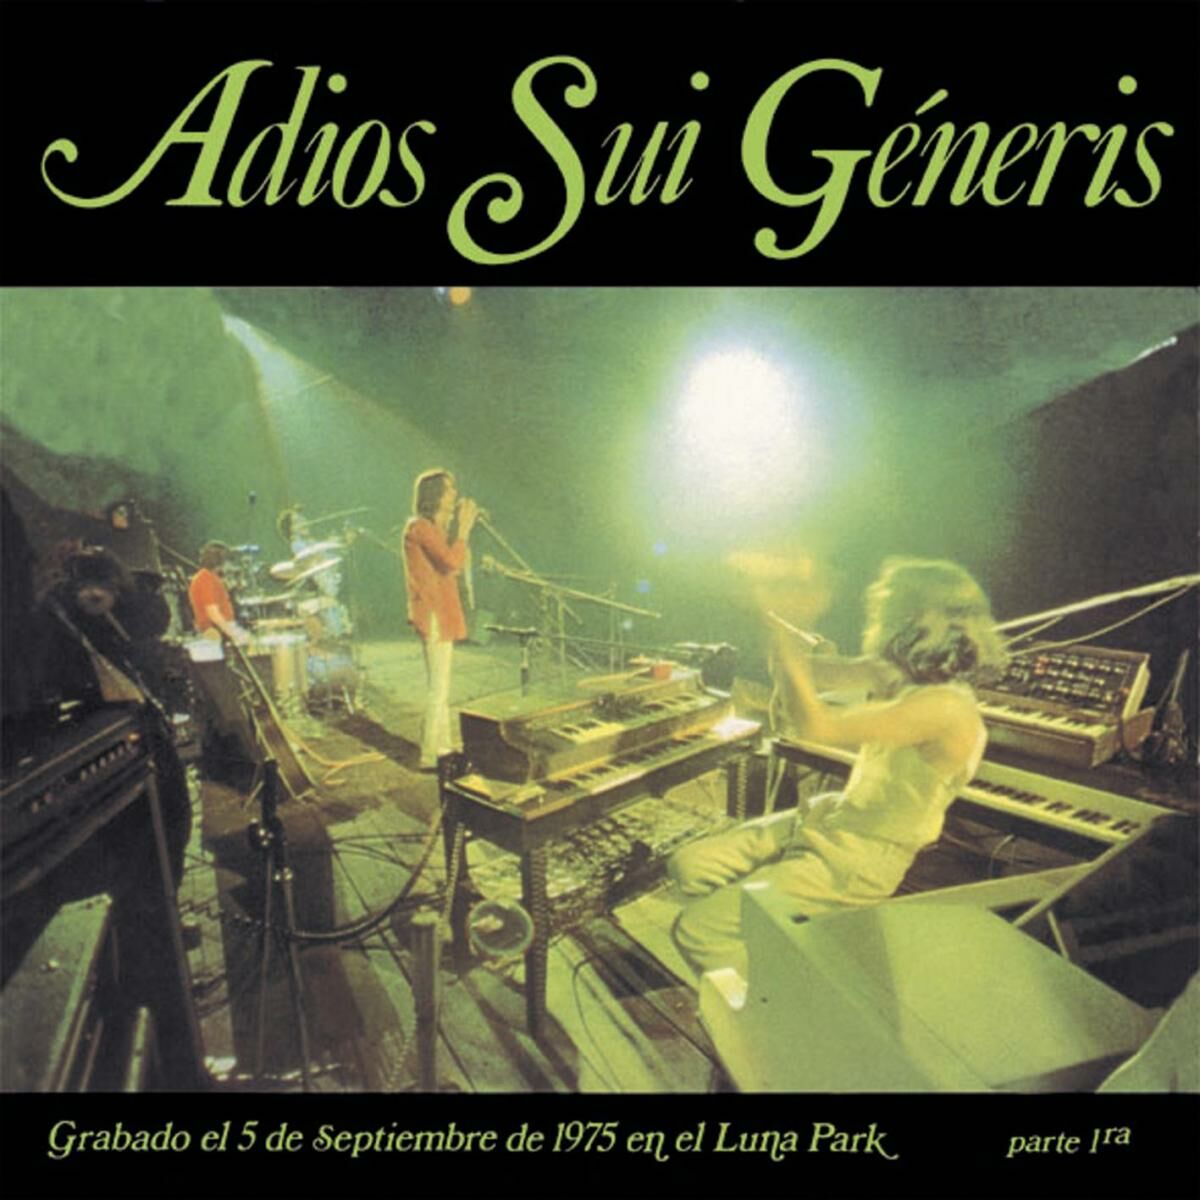 Adios Sui Géneris
Grabado el 5 de Septiembre de 1975 en el Luna Park
parte 1ra